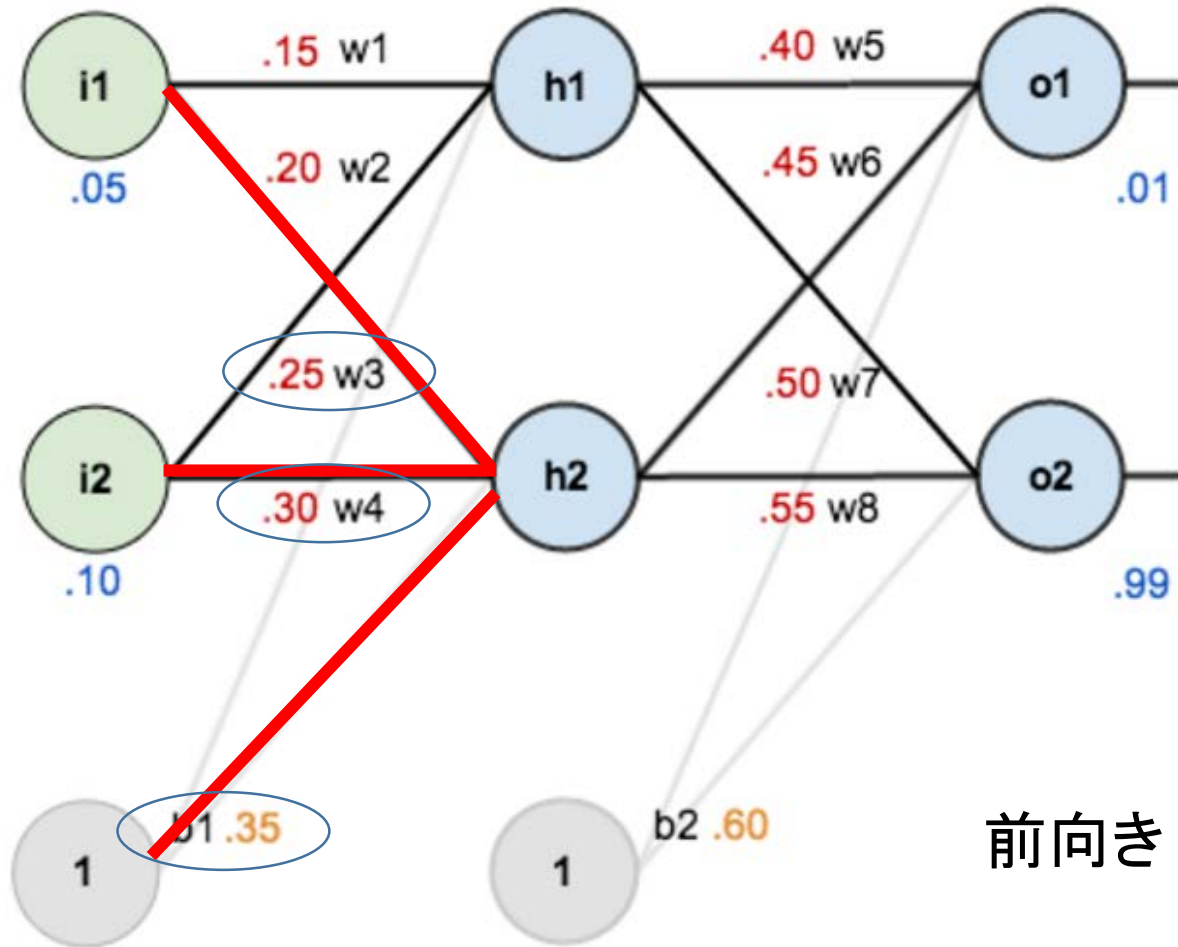 .15 w1
.40 w5
i1
h1
o1
.20 w2
.45 w6
.05
.01
.25 w3
.50 w7
i2
h2
o2
.30 w4
.55 w8
.10
.99
b1 .35
b2 .60
前向き
1
1